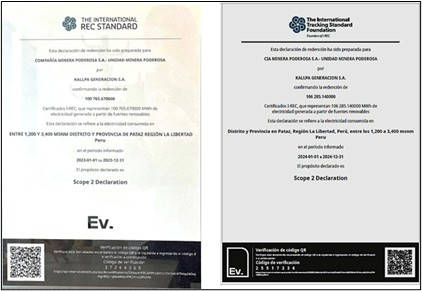 THE INTERNATIONAL
REC STANDARD
Esta declaración de redención ha sido preparada para
COMPAÑÍA MINERA PODEROSA S.A. - UNIDAD MINERA PODEROSA
por
KALLPA GENERACION S.A.
confirmando la redención de
100 765.670000
Certificados I-REC, que representan 100 765.670000 MWh de
electricidad generada a partir de fuentes renovables
Esta declaración se refiere a la electricidad consumida en
ENTRE 1,200 Y 3,400 MSNM DISTRITO Y PROVINCIA DE PATAZ REGIÓN LA LIBERTAD
Peru
en el período informado
2023-01-01 to 2023-12-31
El propósito declarado es
Scope 2 Declaration
Ev.
Verificación de código QR
Código de verificación
The International
Tracking Standard
Foundation
Esta declaración de redención ha sido preparada para
CIA MINERA PODEROSA S.A - UNIDAD MINERA PODEROSA
por
KALLPA GENERACION S.A.
confirmando la redención de
106 285.140000
Certificados I-REC, que representan 106 285.140000 MWh de
electricidad generada a partir de fuentes renovables
Esta declaración se refiere a la electricidad consumida en
Distrito y Provincia en Pataz, Región La Libertad, Perú, entre los 1,200 a 3,400 msnm
Peru
en el período informado
2024-01-01 a 2024-12-31
El propósito declarado es
Scope 2 Declaration
Ev.
Verificación de código QR
Código de verificación